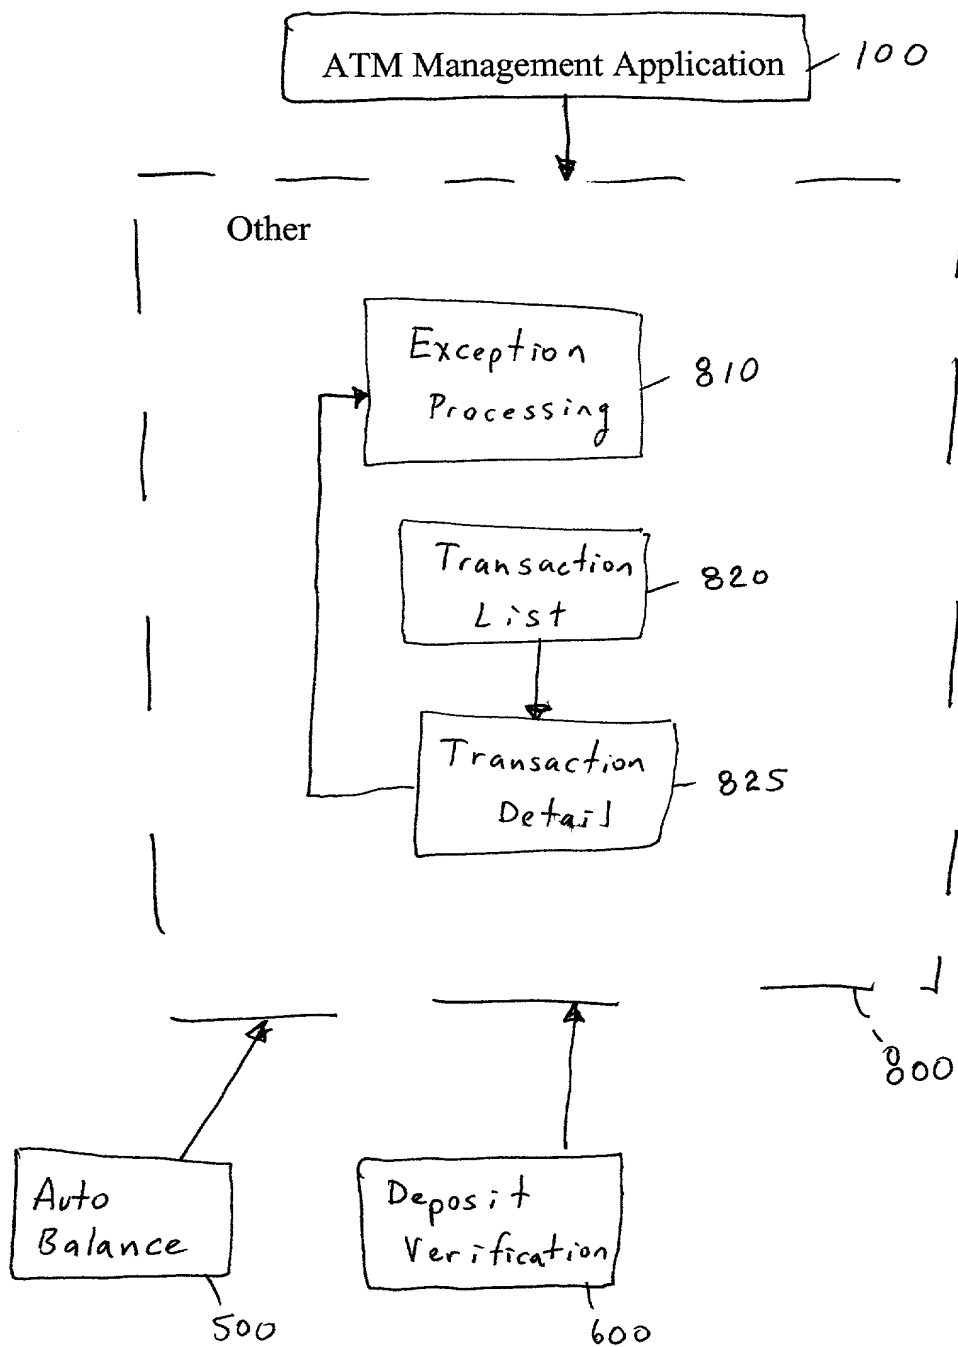 ATM Management Application
100
Other
Exception
Processing
810
Transaction
List
820
Transaction
Detail
825
800
Auto
Balance
500
Deposit
Verification
600